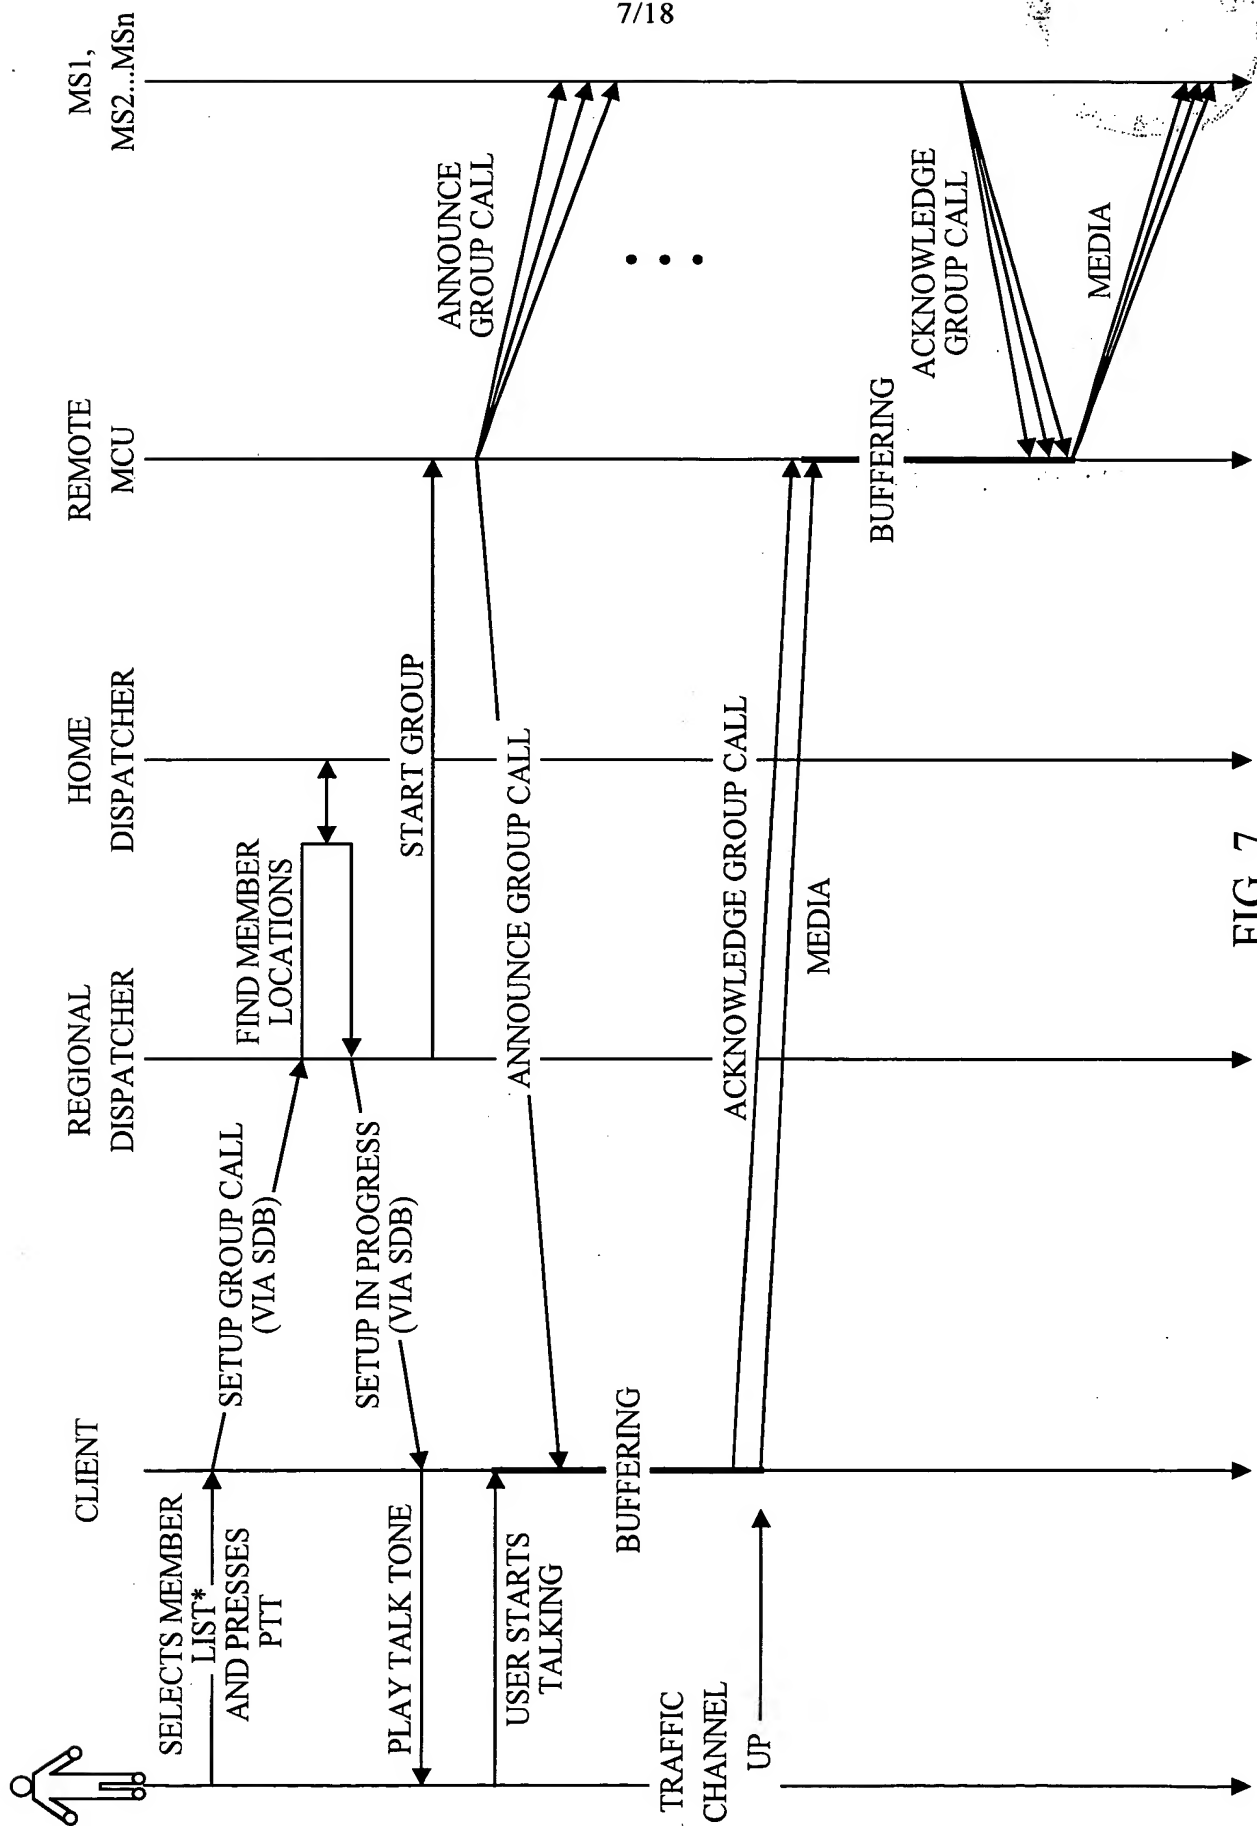 7/18
CLIENT
REGIONAL
DISPATCHER
HOME
DISPATCHER
REMOTE
MCU
MS1,
MS2...MSn
SELECTS MEMBER
LIST*
AND PRESSES
PTT
SETUP GROUP CALL
(VIA SDB)
FIND MEMBER
LOCATIONS
SETUP IN PROGRESS
(VIA SDB)
PLAY TALK TONE
START GROUP
ANNOUNCE
GROUP CALL
USER STARTS
TALKING
ANNOUNCE GROUP CALL
BUFFERING
TRAFFIC
CHANNEL
UP
ACKNOWLEDGE GROUP CALL
MEDIA
BUFFERING
ACKNOWLEDGE
GROUP CALL
MEDIA
FIG. 7